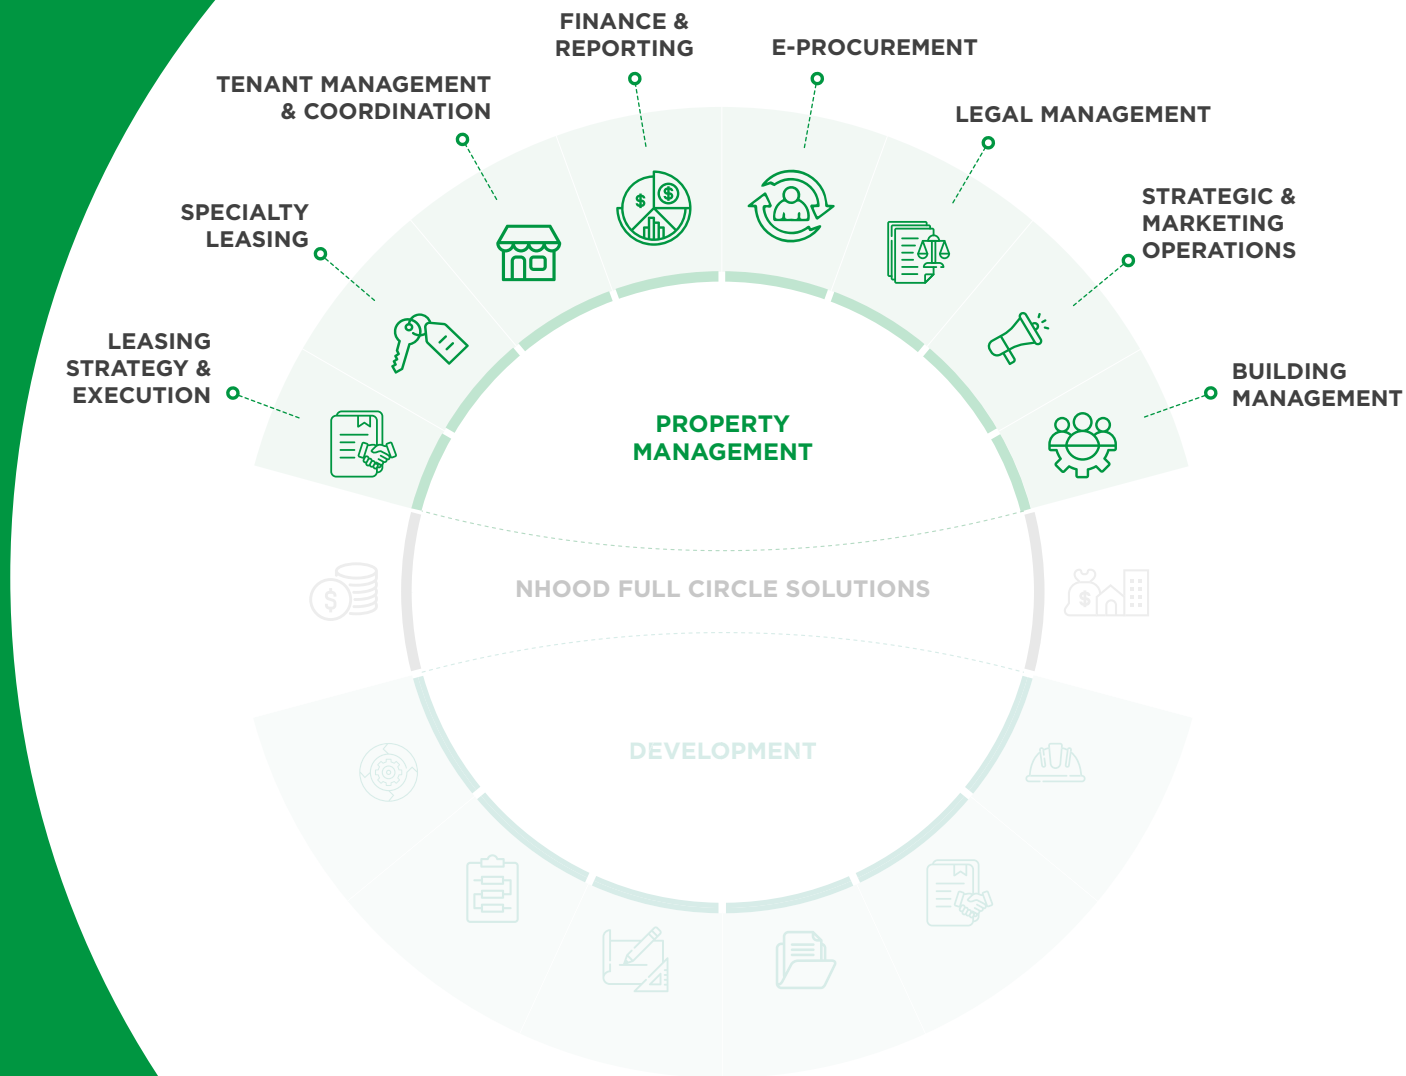 FINANCE &
REPORTING
E-PROCUREMENT
TENANT MANAGEMENT
& COORDINATION
LEGAL MANAGEMENT
SPECIALTY
LEASING
STRATEGIC &
MARKETING
OPERATIONS
LEASING
STRATEGY &
EXECUTION
BUILDING
MANAGEMENT
PROPERTY
MANAGEMENT
NHOOD FULL CIRCLE SOLUTIONS
DEVELOPMENT